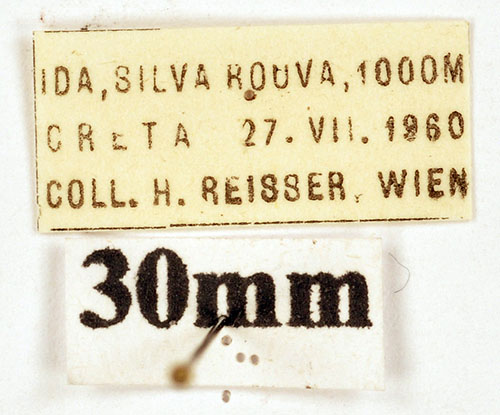 IDA, SILVA ROUVA, 1000M
CRETA 27. VII. 1960
COLL. H. REISSER, WIEN
30mm